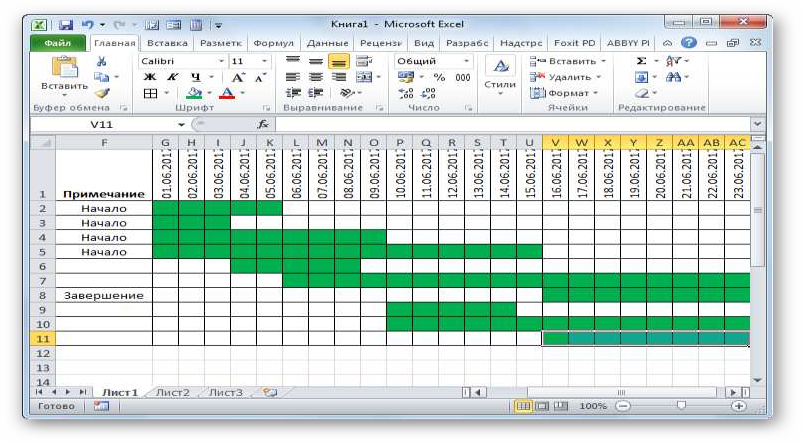 Книга1 - Microsoft Excel
Файл Главная Вставка Разметк Формул Данные Рецензи Вид Разрабс Надстрс Foxit PD ABBYY PI
Вставить
Буфер обмена
Calibri 11
Ж К Ч
Шрифт
Выравнивание
Общий
% 000
Число
Стили
Вставить
Удалить
Формат
Ячейки
Σ
Редактирование
V11 fx
F G H I J K L M N O P Q R S T U V W X Y Z AA AB AC
1 Примечание 01.06.201 02.06.201 03.06.201 04.06.201 05.06.201 06.06.201 07.06.201 08.06.201 09.06.201 10.06.201 11.06.201 12.06.201 13.06.201 14.06.201 15.06.201 16.06.201 17.06.201 18.06.201 19.06.201 20.06.201 21.06.201 22.06.201 23.06.201
2 Начало
3 Начало
4 Начало
5 Начало
6
7
8 Завершение
9
10
11
12
13
14
Лист1 Лист2 Лист3
Готово 100%